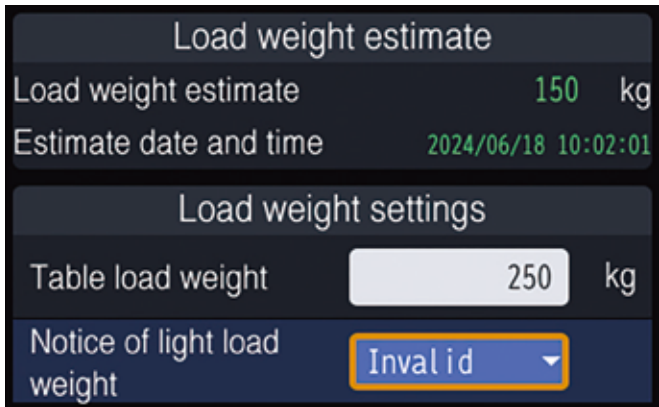 Load weight estimate
Load weight estimate 150 kg
Estimate date and time 2024/06/18 10:02:01
Load weight settings
Table load weight 250 kg
Notice of light load
weight
Invalid